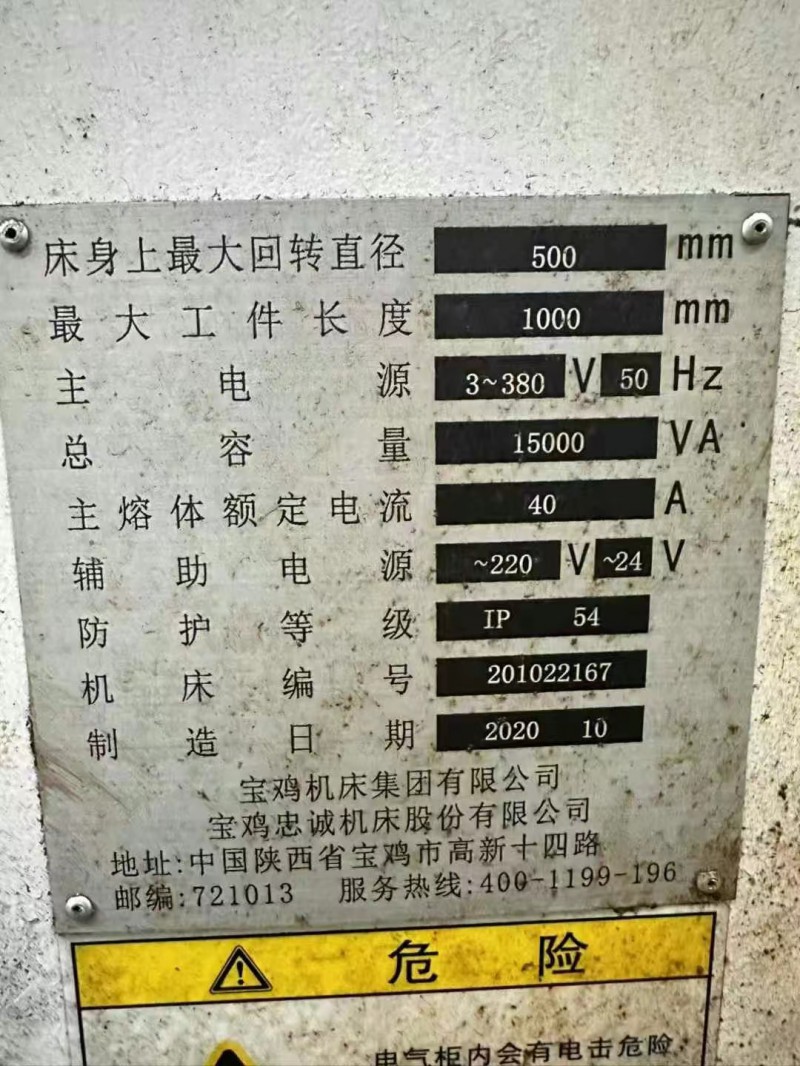 床身上最大回转直径 500 mm
最大工件长度 1000 mm
主电源 3~380 V 50 Hz
总容量 15000 VA
主熔体额定电流 40 A
辅助电源 ~220 V ~24 V
防护等级 IP 54
机床编号 201022167
制造日期 2020 10
宝鸡机床集团有限公司
宝鸡忠诚机床股份有限公司
地址:中国陕西省宝鸡市高新十四路
邮编:721013 服务热线:400-1199-196
危险
电气柜内会有电击危险